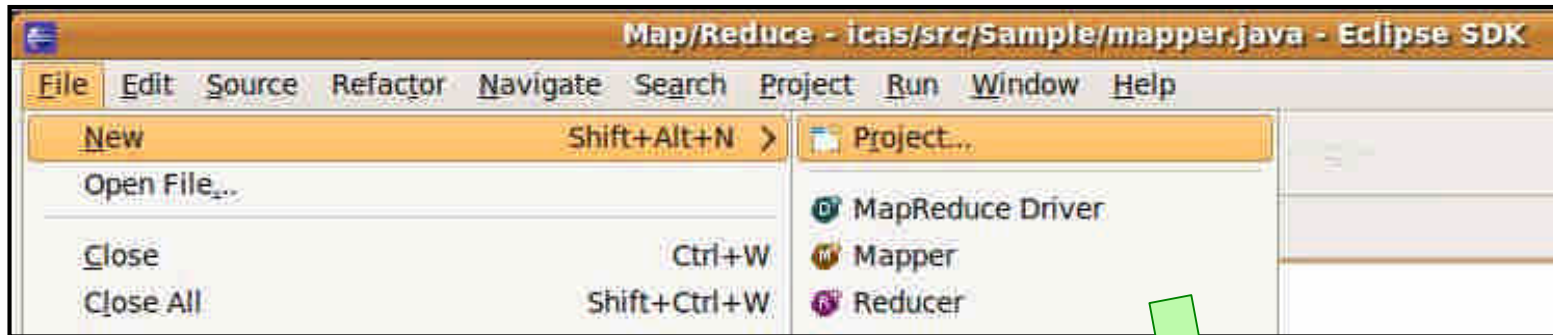 Map/Reduce - icas/src/Sample/mapper.java - Eclipse SDK
File Edit Source Refactor Navigate Search Project Run Window Help
New Shift+Alt+N
Project...
Open File...
MapReduce Driver
Close Ctrl+W
Mapper
Close All Shift+Ctrl+W
Reducer